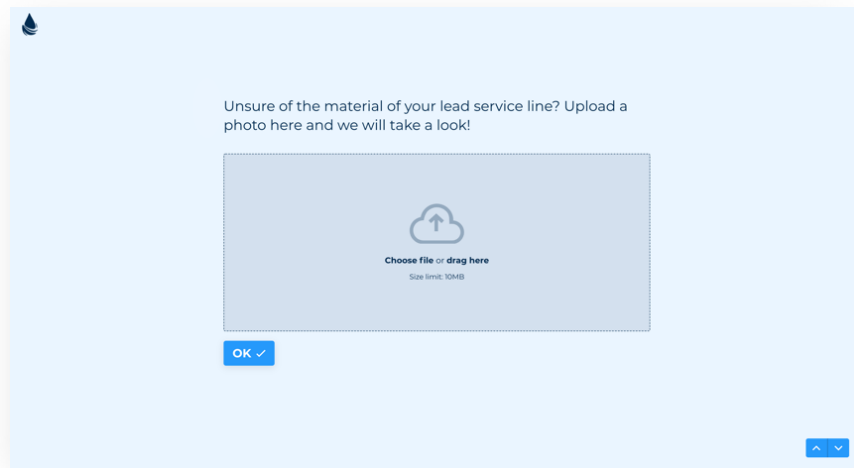 Unsure of the material of your lead service line? Upload a
photo here and we will take a look!
Choose file or drag here
Size limit: 10MB
OK